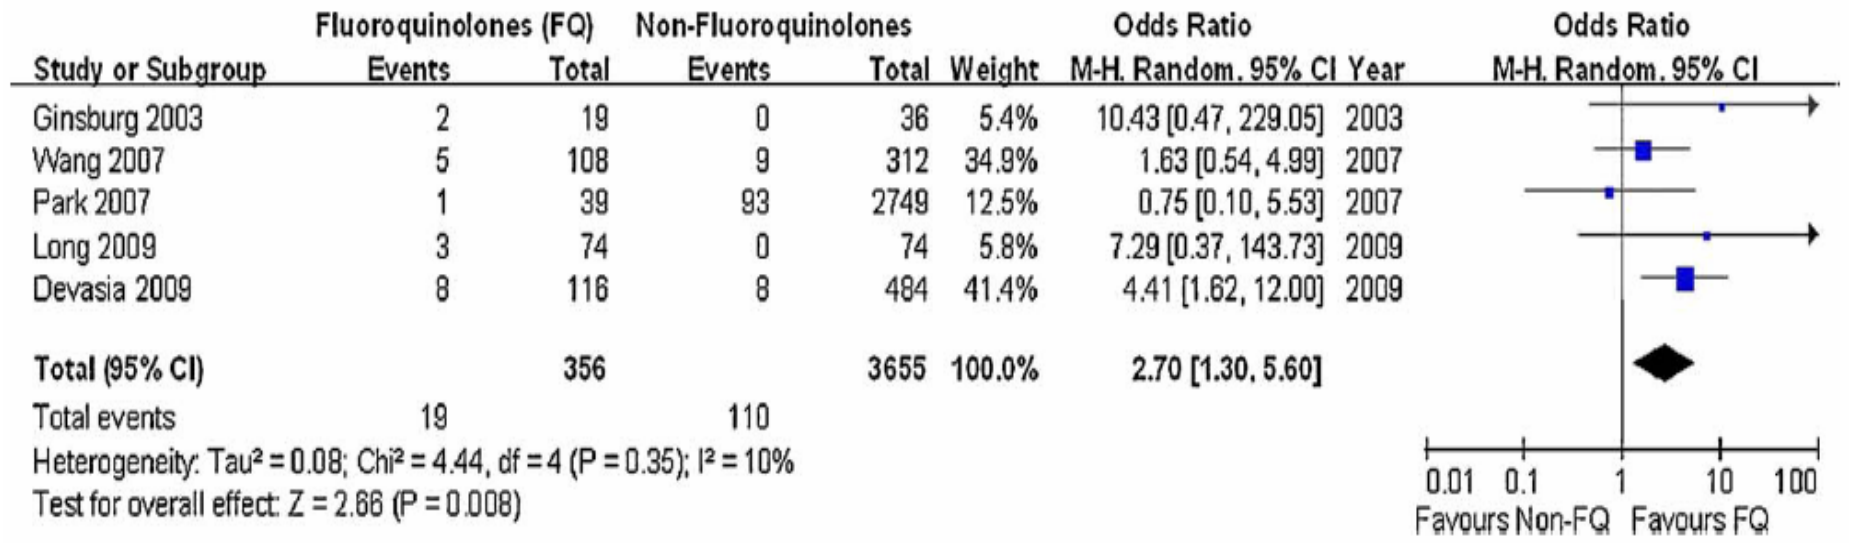 Fluoroquinolones (FQ) Non-Fluoroquinolones Odds Ratio Odds Ratio
Study or Subgroup Events Total Events Total Weight M-H. Random. 95% CI Year M-H. Random. 95% CI
Ginsburg 2003 2 19 0 36 5.4% 10.43 [0.47, 229.05] 2003
Wang 2007 5 108 9 312 34.9% 1.63 [0.54, 4.99] 2007
Park 2007 1 39 93 2749 12.5% 0.75 [0.10, 5.53] 2007
Long 2009 3 74 0 74 5.8% 7.29 [0.37, 143.73] 2009
Devasia 2009 8 116 8 484 41.4% 4.41 [1.62, 12.00] 2009
Total (95% CI) 356 3655 100.0% 2.70 [1.30, 5.60]
Total events 19 110
Heterogeneity: Tau² = 0.08; Chi² = 4.44, df = 4 (P = 0.35); I² = 10%
Test for overall effect: Z = 2.66 (P = 0.008)
0.01 0.1 1 10 100
Favours Non-FQ Favours FQ